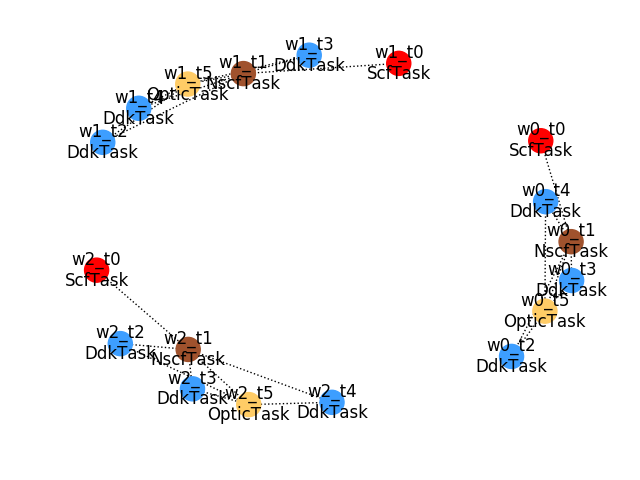 w1_t3
DdkTask
w1_t0
ScfTask
w1_t1
NscfTask
w1_t5
OpticTask
w1_t4
DdkTask
w1_t2
DdkTask
w0_t0
ScfTask
w0_t4
DdkTask
w0_t1
NscfTask
w0_t3
DdkTask
w0_t5
OpticTask
w0_t2
DdkTask
w2_t0
ScfTask
w2_t2
DdkTask
w2_t1
NscfTask
w2_t3
DdkTask
w2_t5
OpticTask
w2_t4
DdkTask